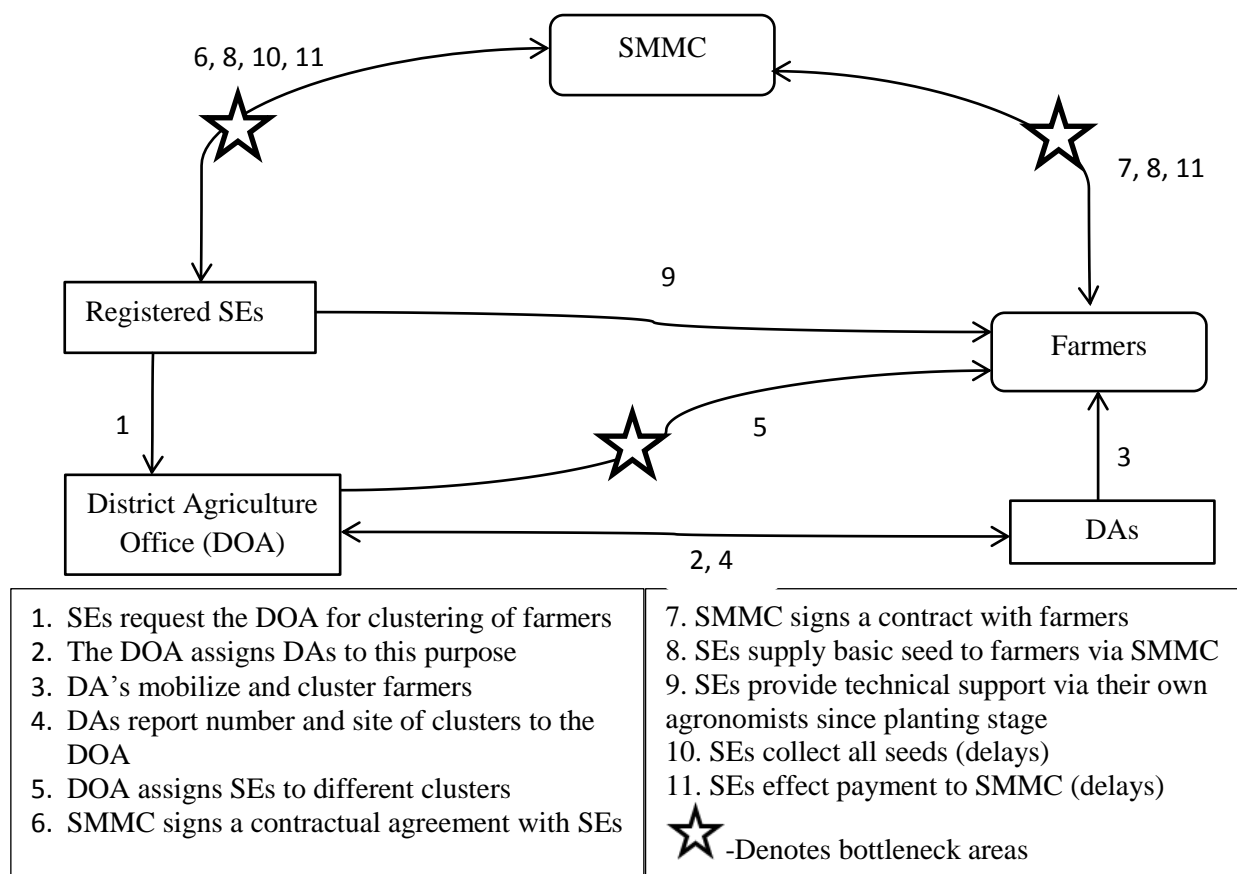 SMMC
6, 8, 10, 11
7, 8, 11
Registered SEs
9
Farmers
1
5
3
District Agriculture
Office (DOA)
DAs
2, 4
1. SEs request the DOA for clustering of farmers
2. The DOA assigns DAs to this purpose
3. DA's mobilize and cluster farmers
4. DAs report number and site of clusters to the
DOA
5. DOA assigns SEs to different clusters
6. SMMC signs a contractual agreement with SEs
7. SMMC signs a contract with farmers
8. SEs supply basic seed to farmers via SMMC
9. SEs provide technical support via their own
agronomists since planting stage
10. SEs collect all seeds (delays)
11. SEs effect payment to SMMC (delays)
-Denotes bottleneck areas